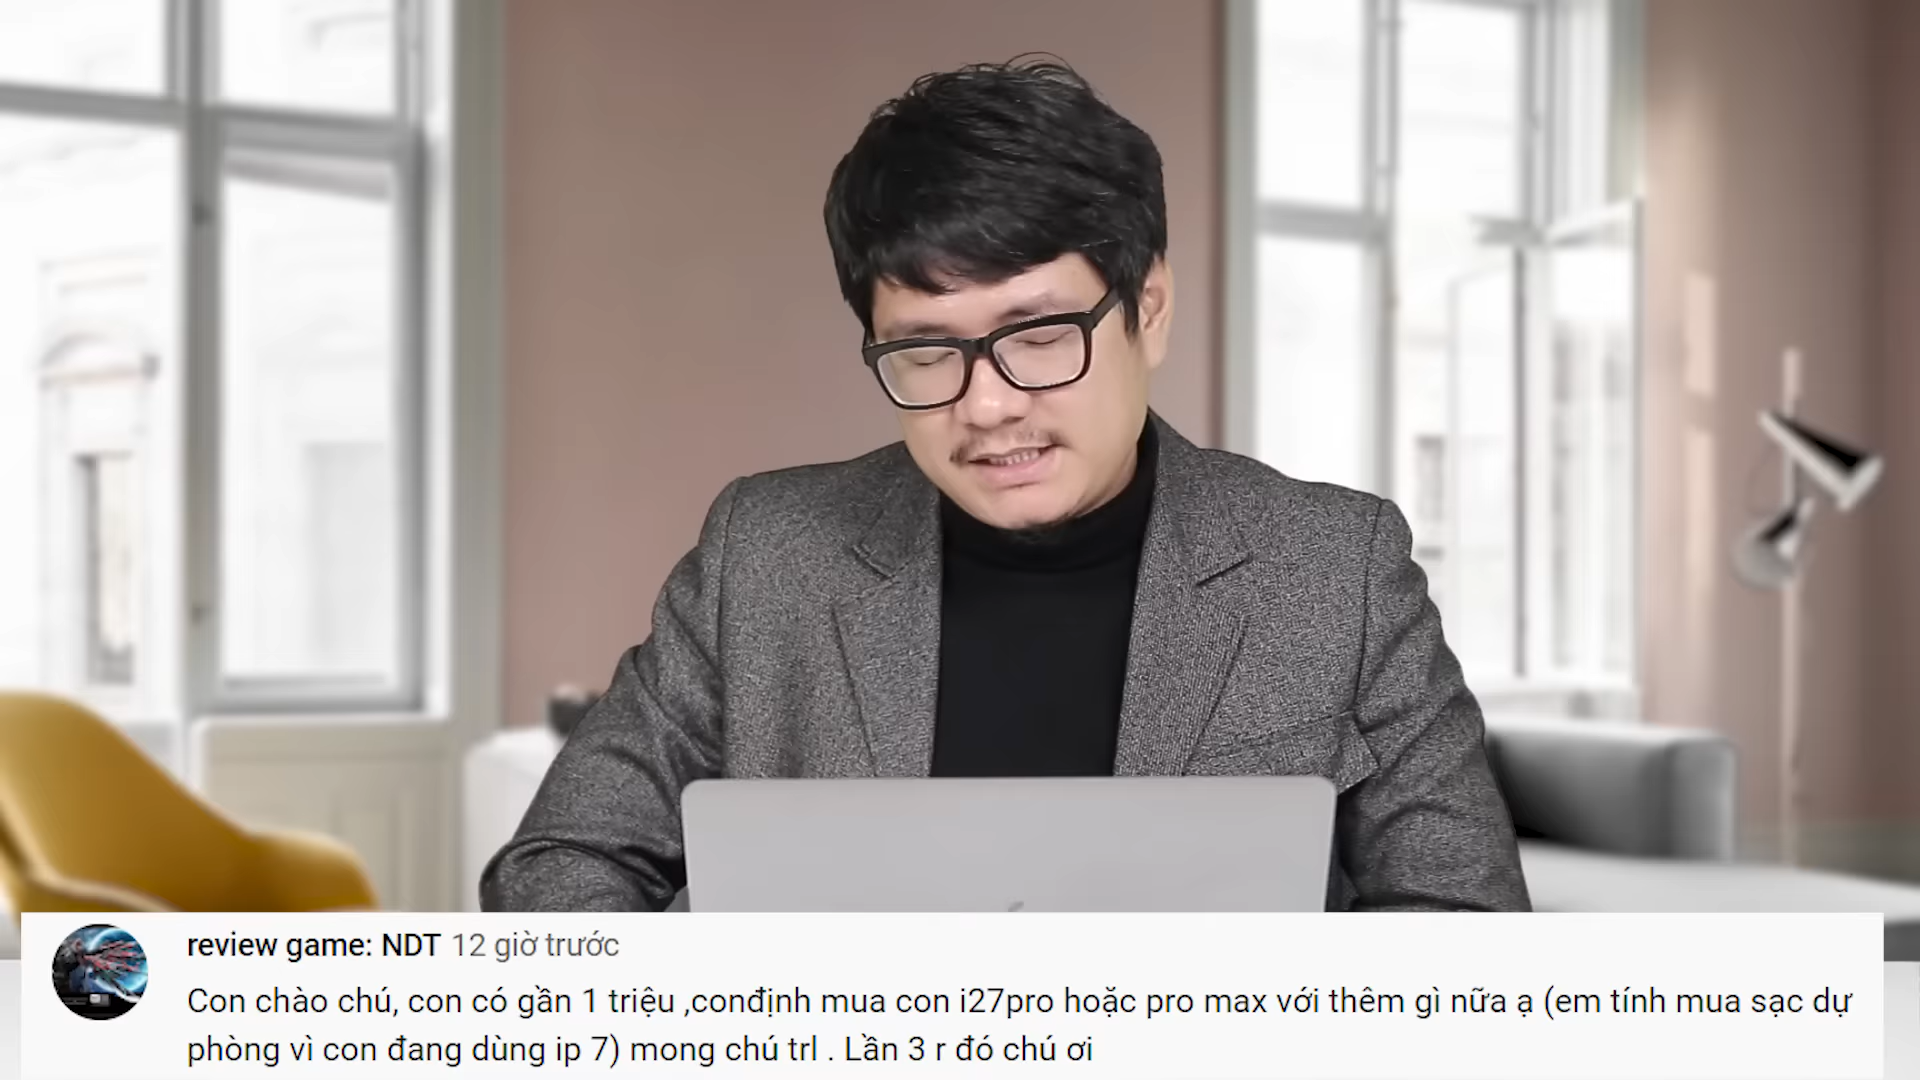 review game: NDT 12 giờ trước
Con chào chú, con có gần 1 triệu ,conđịnh mua con i27pro hoặc pro max với thêm gì nữa ạ (em tính mua sạc dự
phòng vì con đang dùng ip 7) mong chú trl . Lần 3 r đó chú ơi